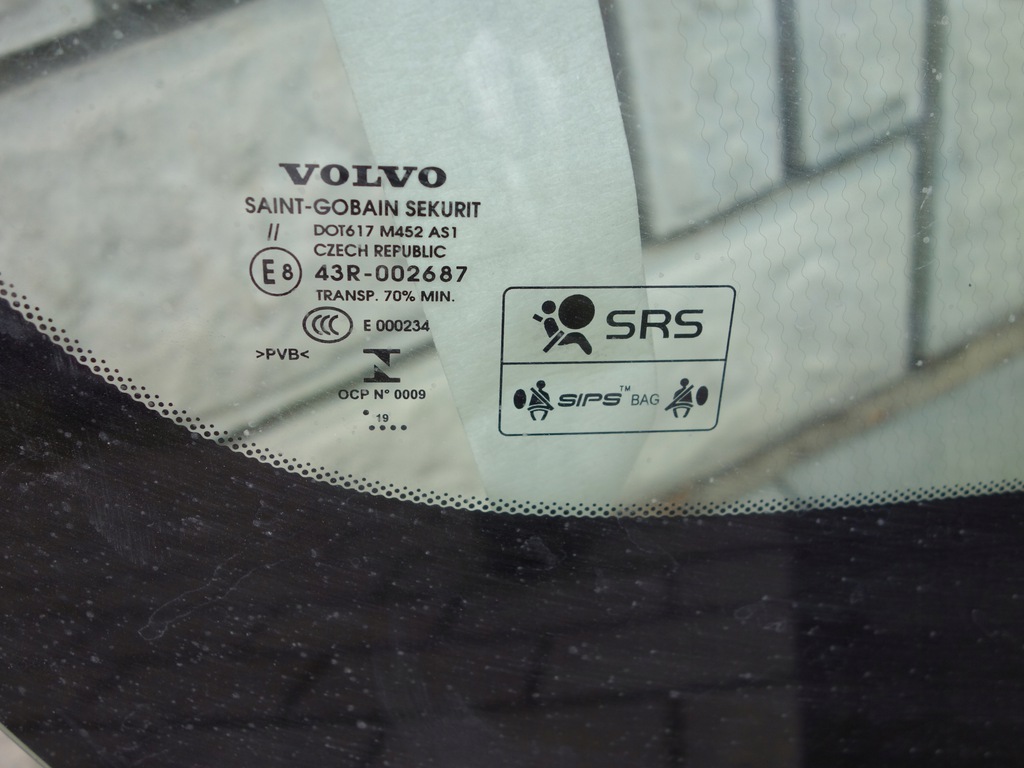 VOLVO
SAINT-GOBAIN SEKURIT
// DOT617 M452 AS1
CZECH REPUBLIC
E8 43R-002687
TRANSP. 70% MIN.
CCC E 000234
>PVB<
N
OCP N° 0009
19
SRS
SIPS™ BAG